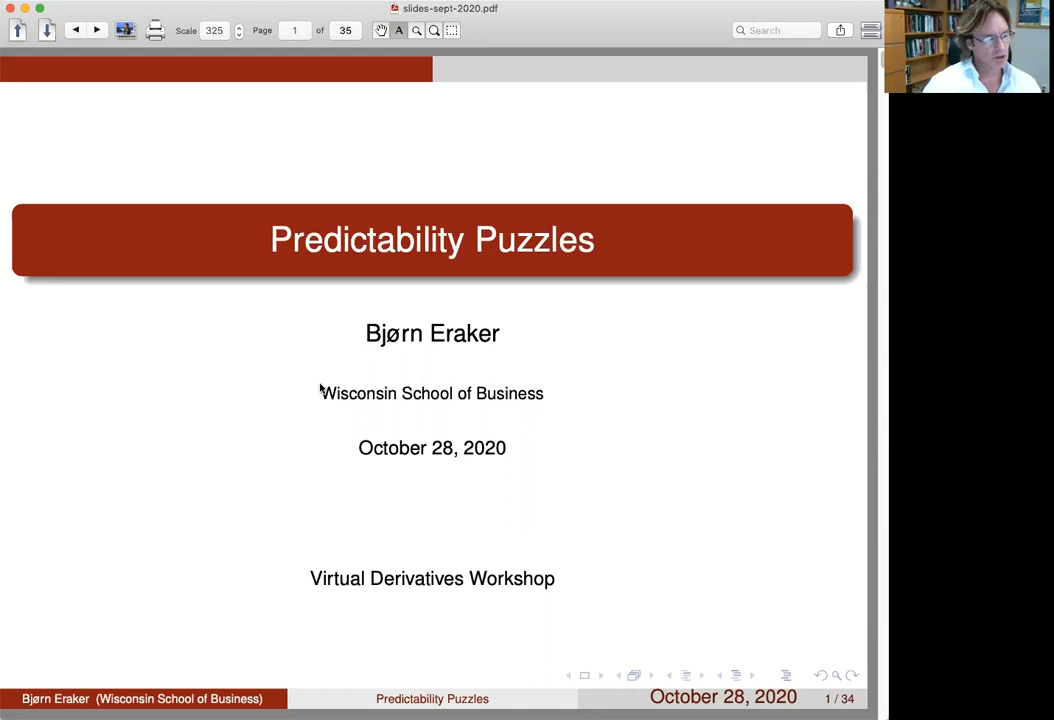 slides-sept-2020.pdf
Scale 325 Page 1 of 35 A Search
Predictability Puzzles
Bjørn Eraker
Wisconsin School of Business
October 28, 2020
Virtual Derivatives Workshop
Bjørn Eraker (Wisconsin School of Business) Predictability Puzzles October 28, 2020 1 / 34